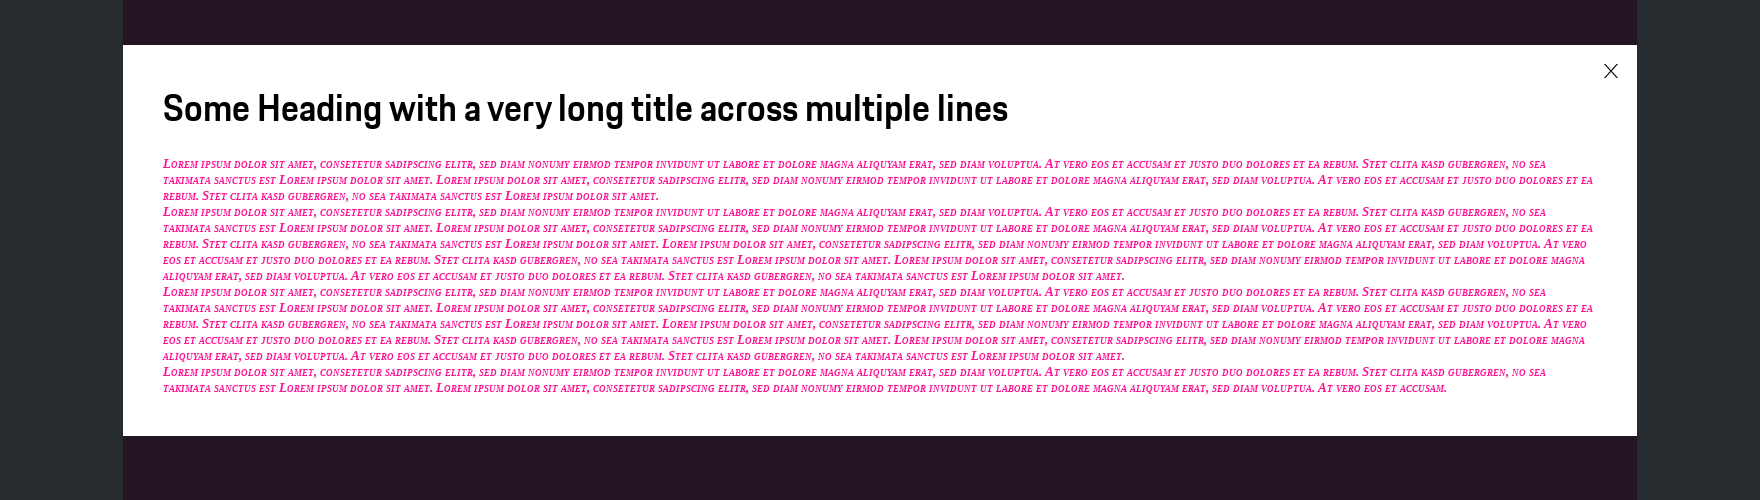 Some Heading with a very long title across multiple lines
Lorem ipsum dolor sit amet, consetetur sadipscing elitr, sed diam nonumy eirmod tempor invidunt ut labore et dolore magna aliquyam erat, sed diam voluptua. At vero eos et accusam et justo duo dolores et ea rebum. Stet clita kasd gubergren, no sea
takimata sanctus est Lorem ipsum dolor sit amet. Lorem ipsum dolor sit amet, consetetur sadipscing elitr, sed diam nonumy eirmod tempor invidunt ut labore et dolore magna aliquyam erat, sed diam voluptua. At vero eos et accusam et justo duo dolores et ea
rebum. Stet clita kasd gubergren, no sea takimata sanctus est Lorem ipsum dolor sit amet.
Lorem ipsum dolor sit amet, consetetur sadipscing elitr, sed diam nonumy eirmod tempor invidunt ut labore et dolore magna aliquyam erat, sed diam voluptua. At vero eos et accusam et justo duo dolores et ea rebum. Stet clita kasd gubergren, no sea
takimata sanctus est Lorem ipsum dolor sit amet. Lorem ipsum dolor sit amet, consetetur sadipscing elitr, sed diam nonumy eirmod tempor invidunt ut labore et dolore magna aliquyam erat, sed diam voluptua. At vero eos et accusam et justo duo dolores et ea
rebum. Stet clita kasd gubergren, no sea takimata sanctus est Lorem ipsum dolor sit amet. Lorem ipsum dolor sit amet, consetetur sadipscing elitr, sed diam nonumy eirmod tempor invidunt ut labore et dolore magna aliquyam erat, sed diam voluptua. At vero
eos et accusam et justo duo dolores et ea rebum. Stet clita kasd gubergren, no sea takimata sanctus est Lorem ipsum dolor sit amet. Lorem ipsum dolor sit amet, consetetur sadipscing elitr, sed diam nonumy eirmod tempor invidunt ut labore et dolore magna
aliquyam erat, sed diam voluptua. At vero eos et accusam et justo duo dolores et ea rebum. Stet clita kasd gubergren, no sea takimata sanctus est Lorem ipsum dolor sit amet.
Lorem ipsum dolor sit amet, consetetur sadipscing elitr, sed diam nonumy eirmod tempor invidunt ut labore et dolore magna aliquyam erat, sed diam voluptua. At vero eos et accusam et justo duo dolores et ea rebum. Stet clita kasd gubergren, no sea
takimata sanctus est Lorem ipsum dolor sit amet. Lorem ipsum dolor sit amet, consetetur sadipscing elitr, sed diam nonumy eirmod tempor invidunt ut labore et dolore magna aliquyam erat, sed diam voluptua. At vero eos et accusam et justo duo dolores et ea
rebum. Stet clita kasd gubergren, no sea takimata sanctus est Lorem ipsum dolor sit amet. Lorem ipsum dolor sit amet, consetetur sadipscing elitr, sed diam nonumy eirmod tempor invidunt ut labore et dolore magna aliquyam erat, sed diam voluptua. At vero
eos et accusam et justo duo dolores et ea rebum. Stet clita kasd gubergren, no sea takimata sanctus est Lorem ipsum dolor sit amet. Lorem ipsum dolor sit amet, consetetur sadipscing elitr, sed diam nonumy eirmod tempor invidunt ut labore et dolore magna
aliquyam erat, sed diam voluptua. At vero eos et accusam et justo duo dolores et ea rebum. Stet clita kasd gubergren, no sea takimata sanctus est Lorem ipsum dolor sit amet.
Lorem ipsum dolor sit amet, consetetur sadipscing elitr, sed diam nonumy eirmod tempor invidunt ut labore et dolore magna aliquyam erat, sed diam voluptua. At vero eos et accusam et justo duo dolores et ea rebum. Stet clita kasd gubergren, no sea
takimata sanctus est Lorem ipsum dolor sit amet. Lorem ipsum dolor sit amet, consetetur sadipscing elitr, sed diam nonumy eirmod tempor invidunt ut labore et dolore magna aliquyam erat, sed diam voluptua. At vero eos et accusam.